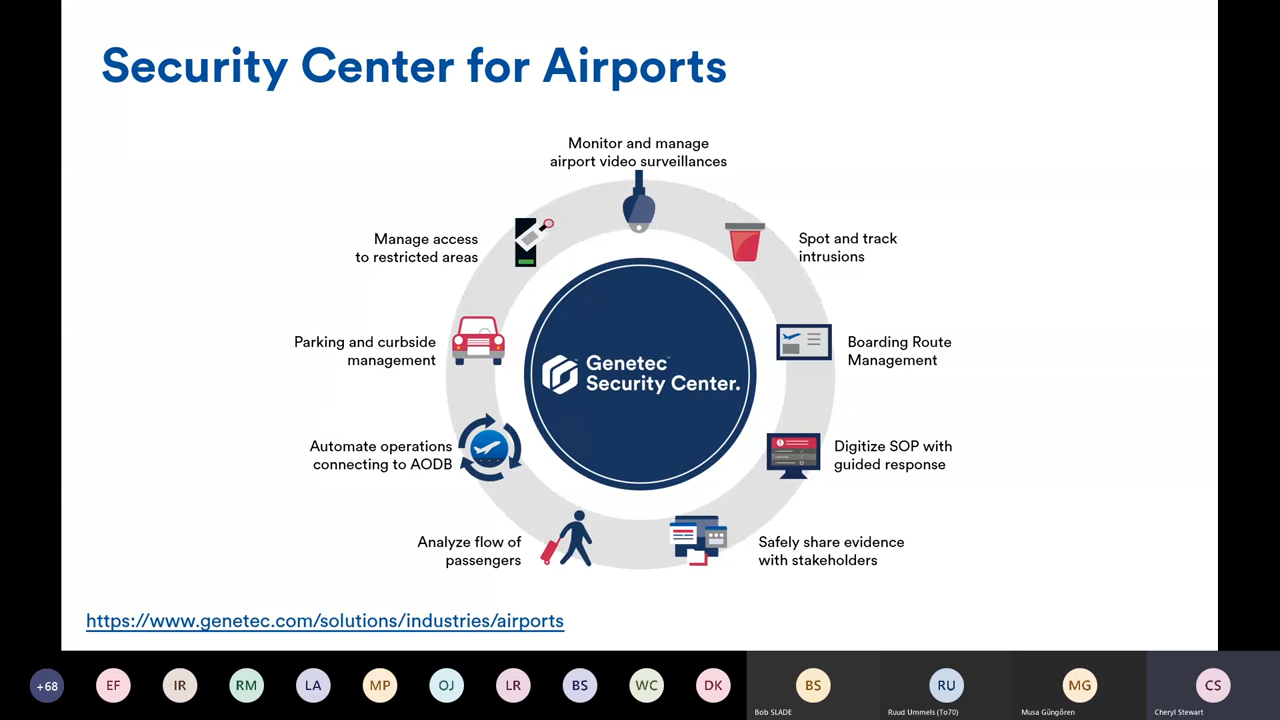 Security Center for Airports
Monitor and manage
airport video surveillances
Spot and track
intrusions
Boarding Route
Management
Digitize SOP with
guided response
Safely share evidence
with stakeholders
Analyze flow of
passengers
Automate operations
connecting to AODB
Parking and curbside
management
Manage access
to restricted areas
Genetec™
Security Center.
https://www.genetec.com/solutions/industries/airports
+68 EF IR RM LA MP OJ LR BS WC DK BS RU MG CS
Bob SLADE Ruud Ummels (To70) Musa Güngören Cheryl Stewart